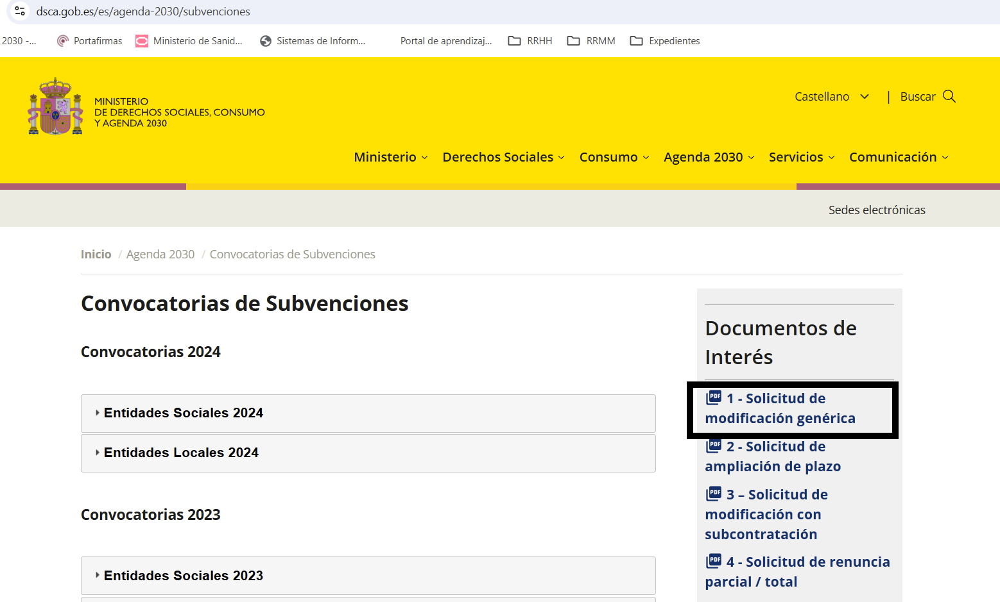 dsca.gob.es/es/agenda-2030/subvenciones
2030 -... Portafirmas Ministerio de Sanid... Sistemas de Inform... Portal de aprendizaj... RRHH RRMM Expedientes
MINISTERIO
DE DERECHOS SOCIALES, CONSUMO
Y AGENDA 2030
Castellano | Buscar
Ministerio Derechos Sociales Consumo Agenda 2030 Servicios Comunicación
Sedes electrónicas
Inicio / Agenda 2030 / Convocatorias de Subvenciones
Convocatorias de Subvenciones
Convocatorias 2024
Entidades Sociales 2024
Entidades Locales 2024
Convocatorias 2023
Entidades Sociales 2023
Documentos de
Interés
PDF 1 - Solicitud de
modificación genérica
PDF 2 - Solicitud de
ampliación de plazo
PDF 3 – Solicitud de
modificación con
subcontratación
PDF 4 - Solicitud de renuncia
parcial / total